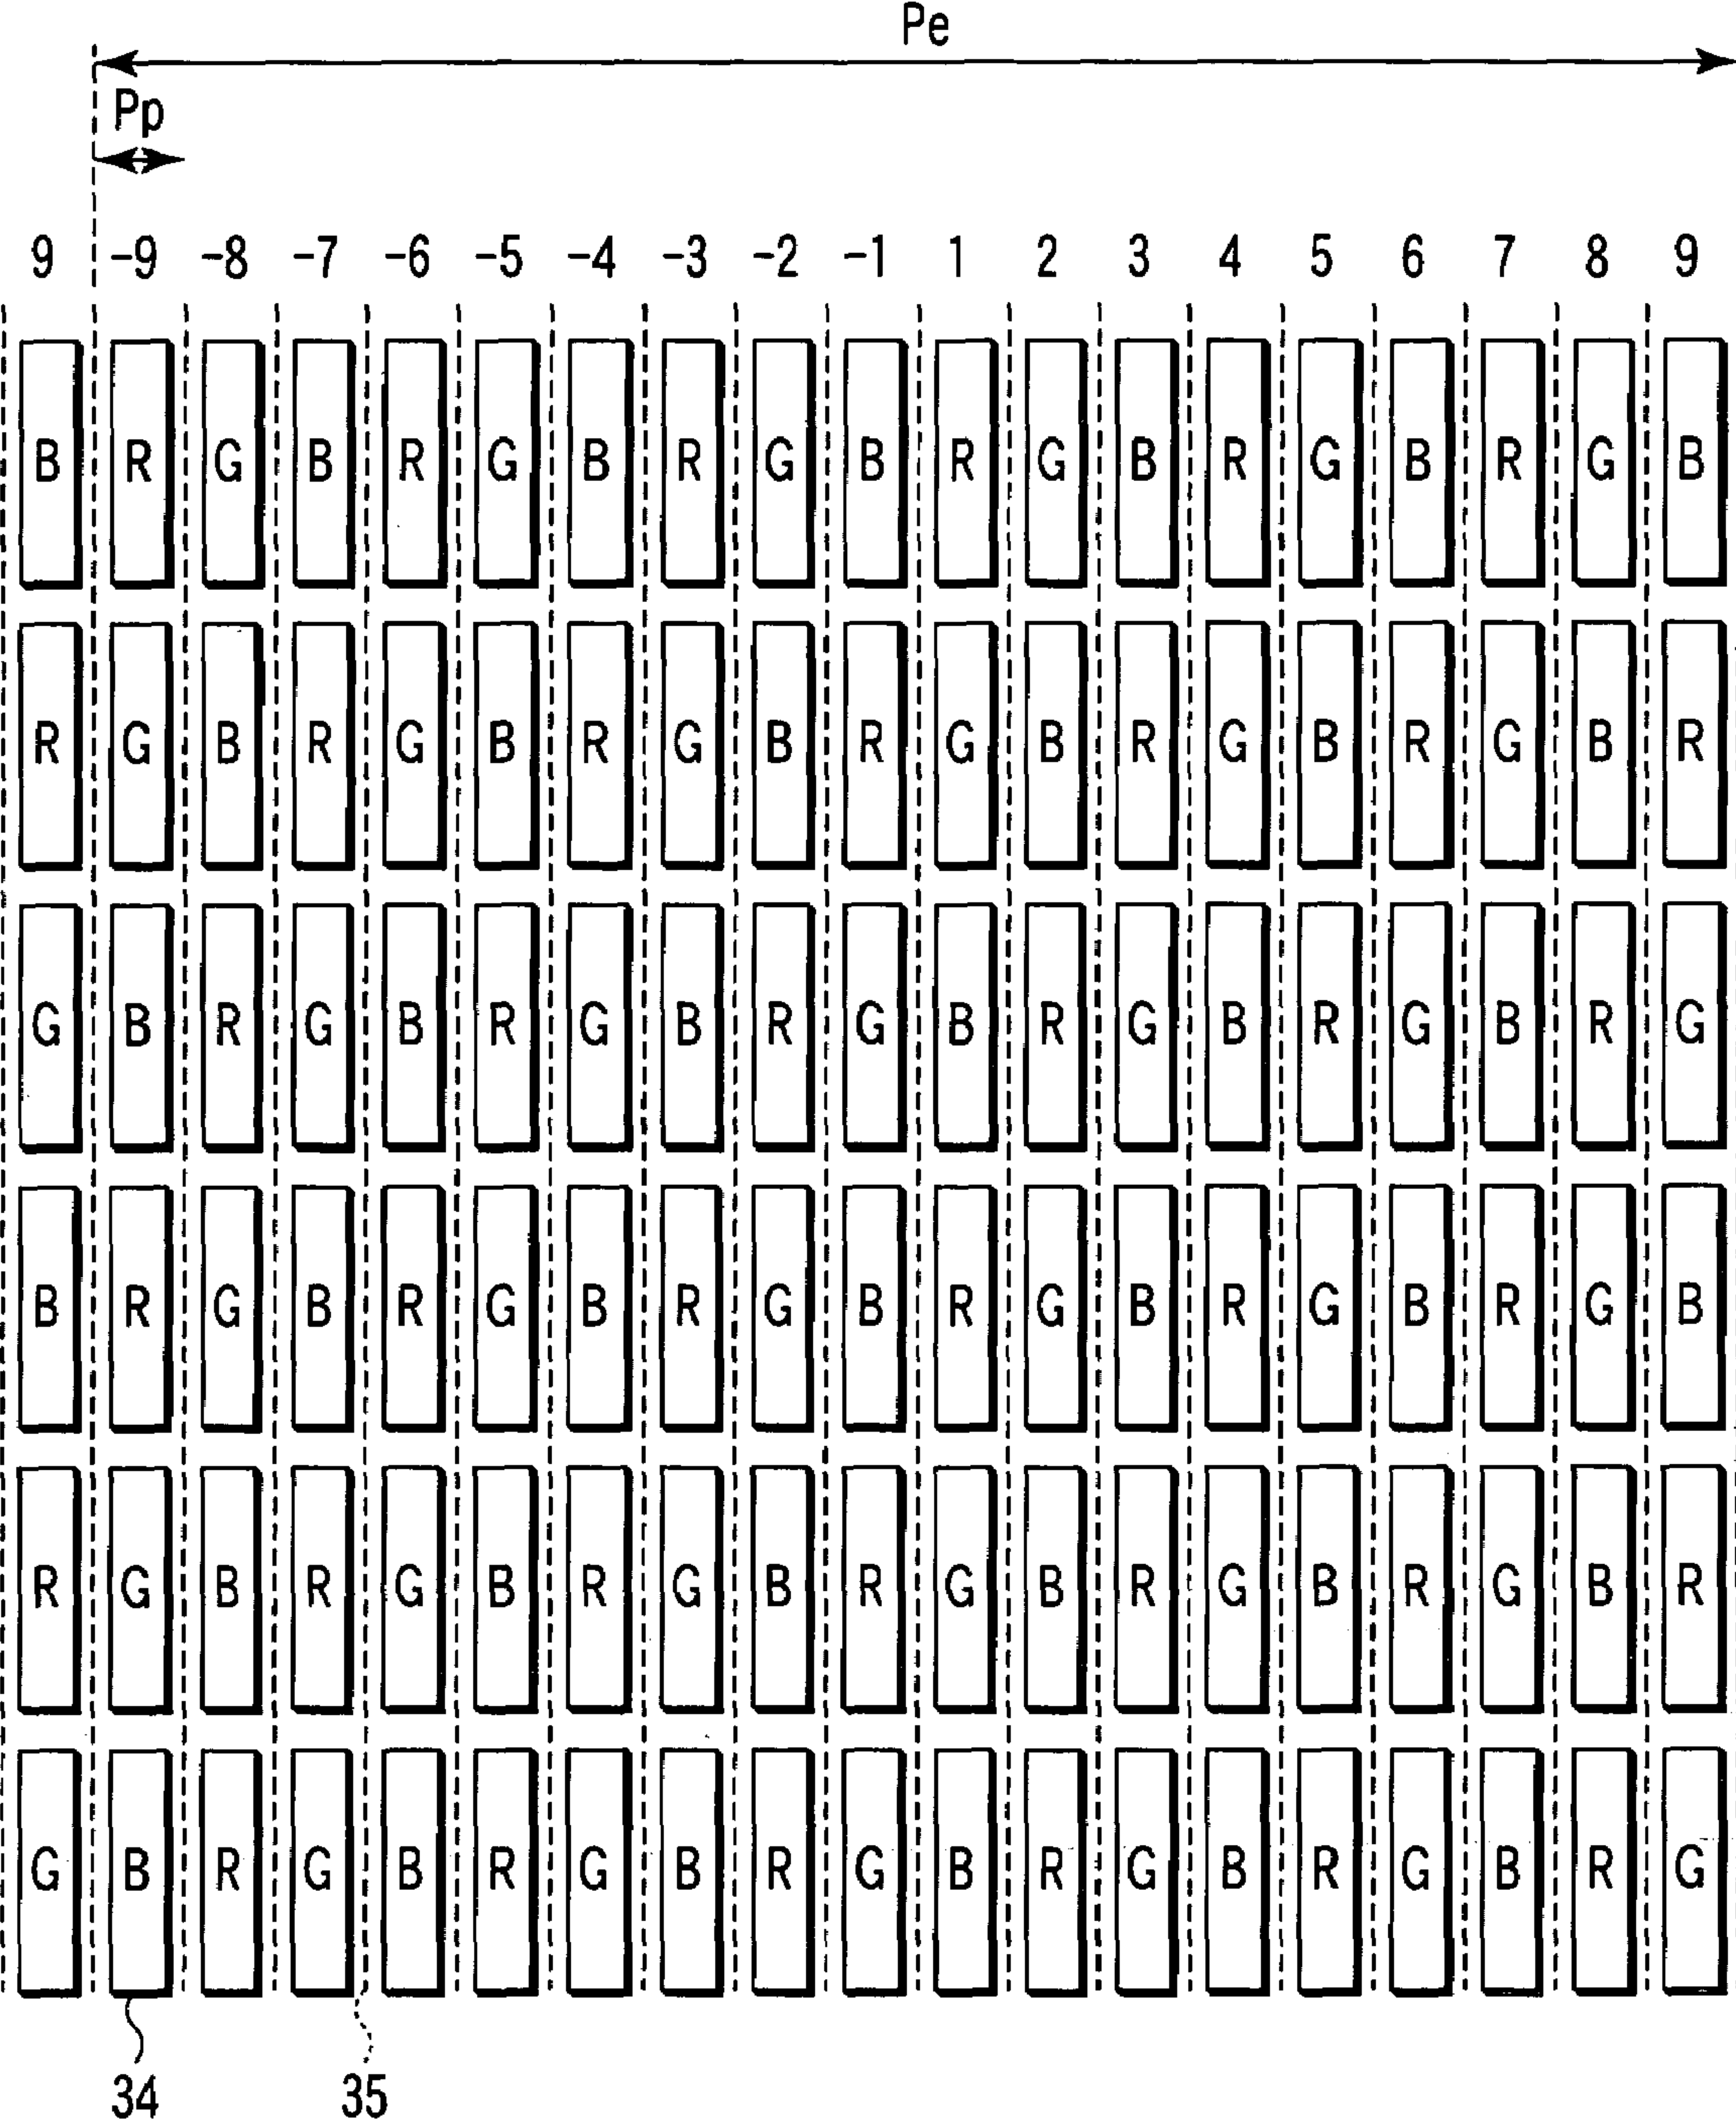 Pe
Pp
9 -9 -8 -7 -6 -5 -4 -3 -2 -1 1 2 3 4 5 6 7 8 9
B R G B R G B R G B R G B R G B R G B
R G B R G B R G B R G B R G B R G B R
G B R G B R G B R G B R G B R G B R G
B R G B R G B R G B R G B R G B R G B
R G B R G B R G B R G B R G B R G B R
G B R G B R G B R G B R G B R G B R G
34 35